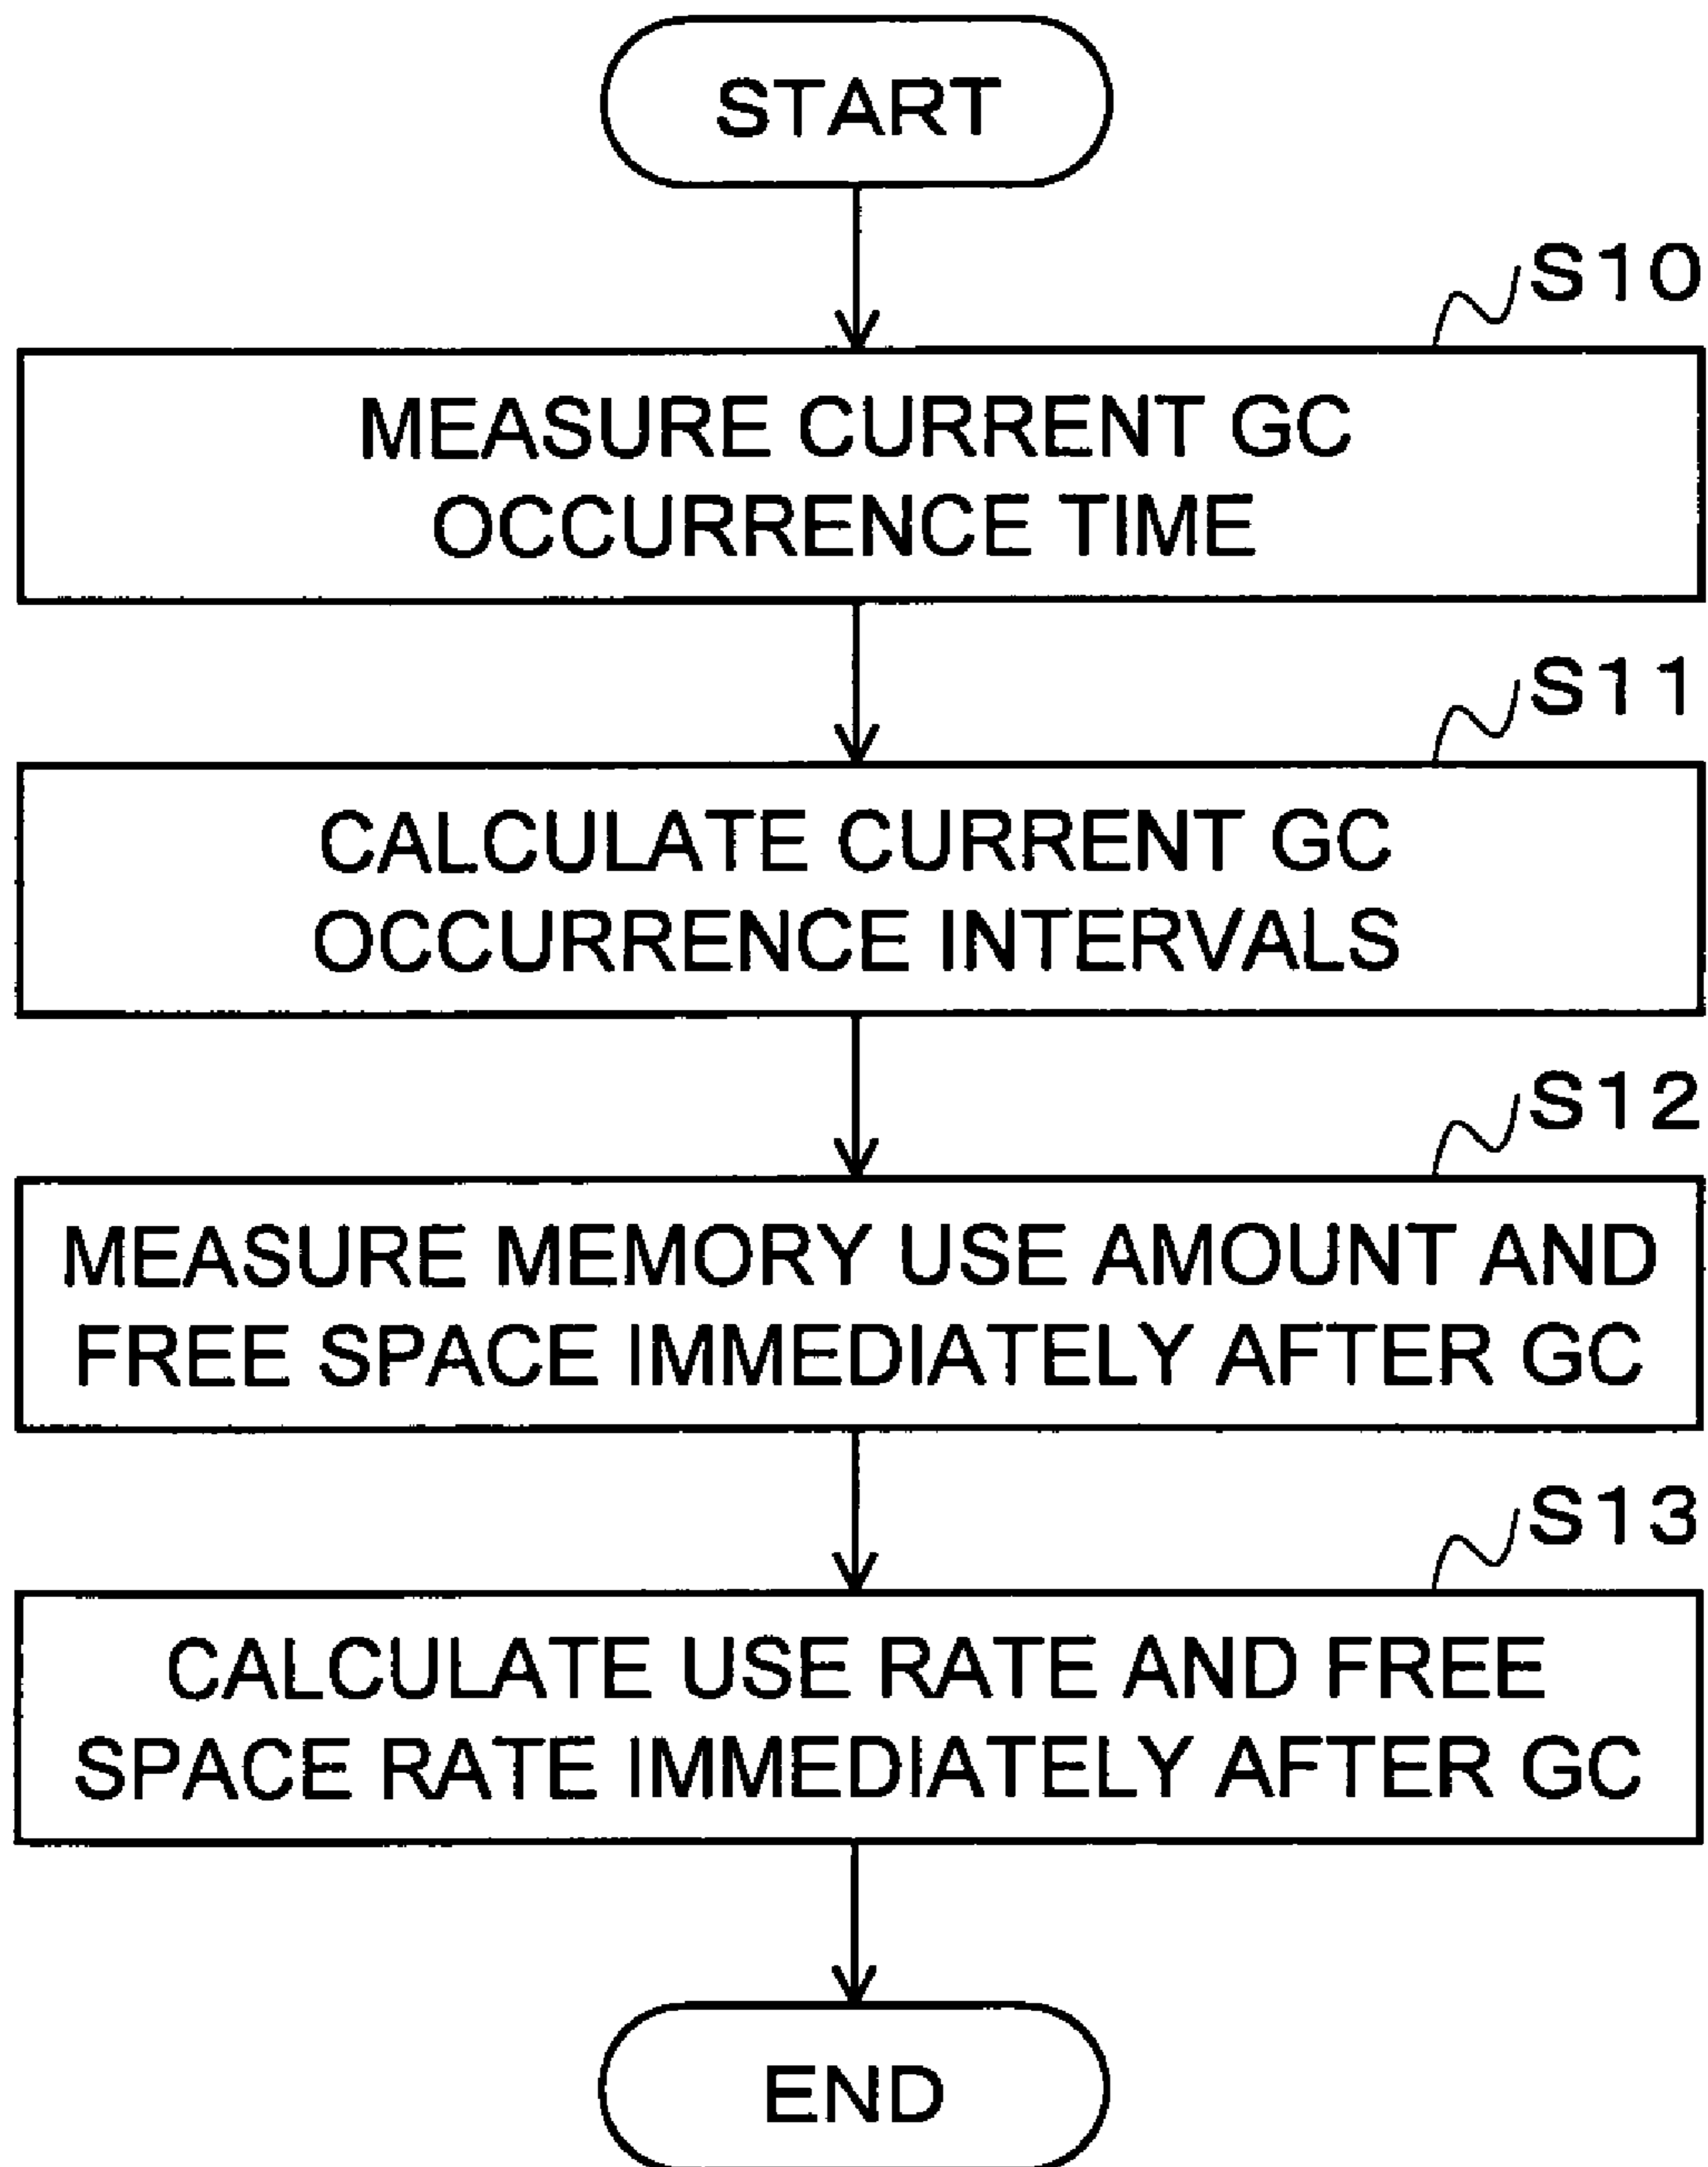 START
S10
MEASURE CURRENT GC
OCCURRENCE TIME
S11
CALCULATE CURRENT GC
OCCURRENCE INTERVALS
S12
MEASURE MEMORY USE AMOUNT AND
FREE SPACE IMMEDIATELY AFTER GC
S13
CALCULATE USE RATE AND FREE
SPACE RATE IMMEDIATELY AFTER GC
END